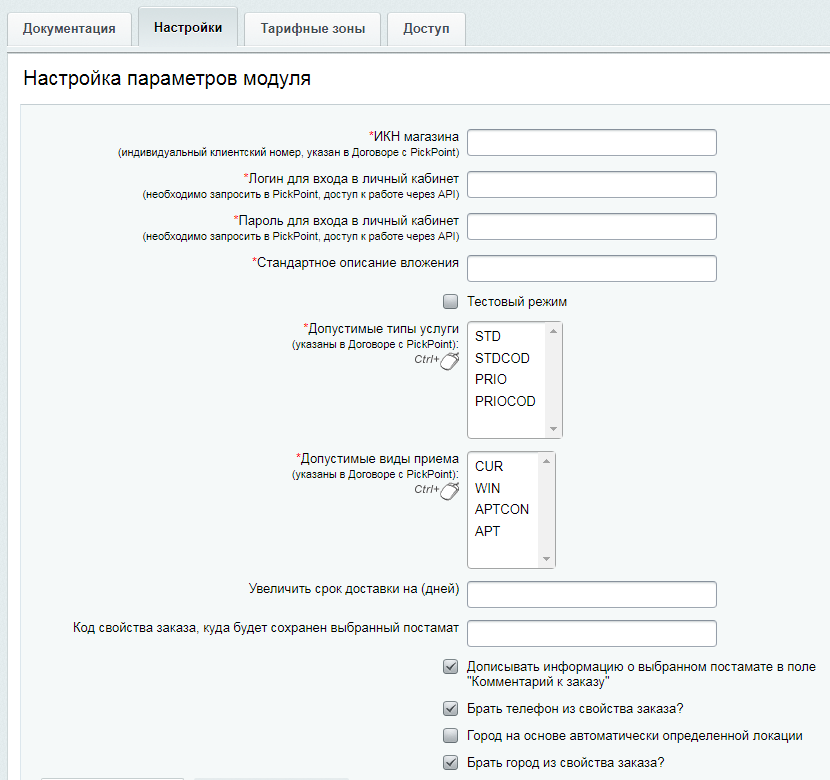 Документация Настройки Тарифные зоны Доступ
Настройка параметров модуля
*ИКН магазина
(индивидуальный клиентский номер, указан в Договоре с PickPoint)
*Логин для входа в личный кабинет
(необходимо запросить в PickPoint, доступ к работе через API)
*Пароль для входа в личный кабинет
(необходимо запросить в PickPoint, доступ к работе через API)
*Стандартное описание вложения
Тестовый режим
*Допустимые типы услуги
(указаны в Договоре с PickPoint):
Ctrl+
STD
STDCOD
PRIO
PRIOCOD
*Допустимые виды приема
(указаны в Договоре с PickPoint):
Ctrl+
CUR
WIN
APTCON
APT
Увеличить срок доставки на (дней)
Код свойства заказа, куда будет сохранен выбранный постамат
Дописывать информацию о выбранном постамате в поле
"Комментарий к заказу"
Брать телефон из свойства заказа?
Город на основе автоматически определенной локации
Брать город из свойства заказа?